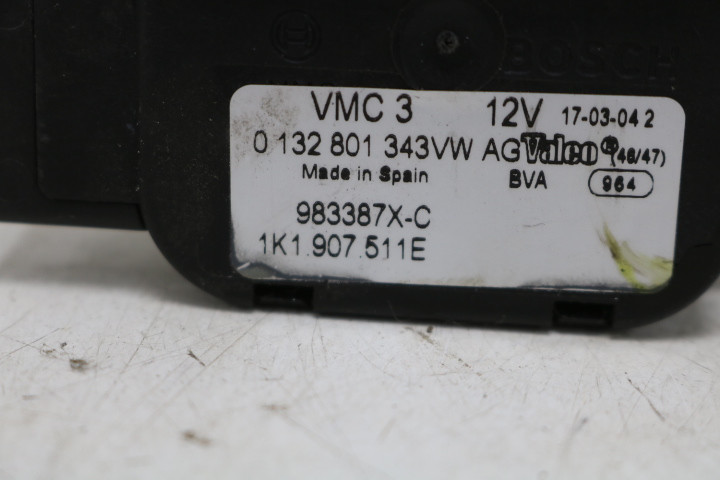 BOSCH
VMC 3 12V 17-03-04 2
0 132 801 343VW AG Valeo® (46/47)
Made in Spain BVA 964
983387X-C
1K1.907.511E